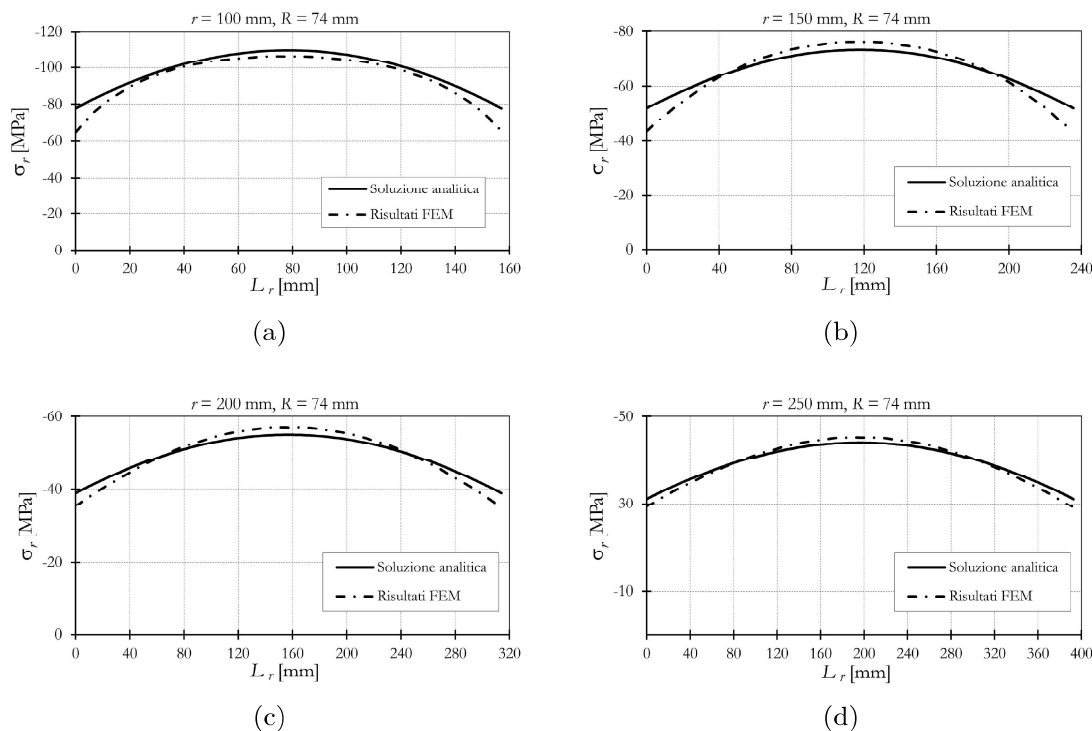 r = 100 mm, R = 74 mm
-120
-100
-80
-60
-40
-20
0
σr [MPa]
Soluzione analitica
Risultati FEM
0 20 40 60 80 100 120 140 160
L r [mm]
(a)
r = 150 mm, R = 74 mm
-80
-60
-40
-20
0
σr [MPa]
Soluzione analitica
Risultati FEM
0 40 80 120 160 200 240
L r [mm]
(b)
r = 200 mm, R = 74 mm
-60
-40
-20
0
σr [MPa]
Soluzione analitica
Risultati FEM
0 40 80 120 160 200 240 280 320
L r [mm]
(c)
r = 250 mm, R = 74 mm
-50
30
-10
σr [MPa]
Soluzione analitica
Risultati FEM
0 40 80 120 160 200 240 280 320 360 400
L r [mm]
(d)